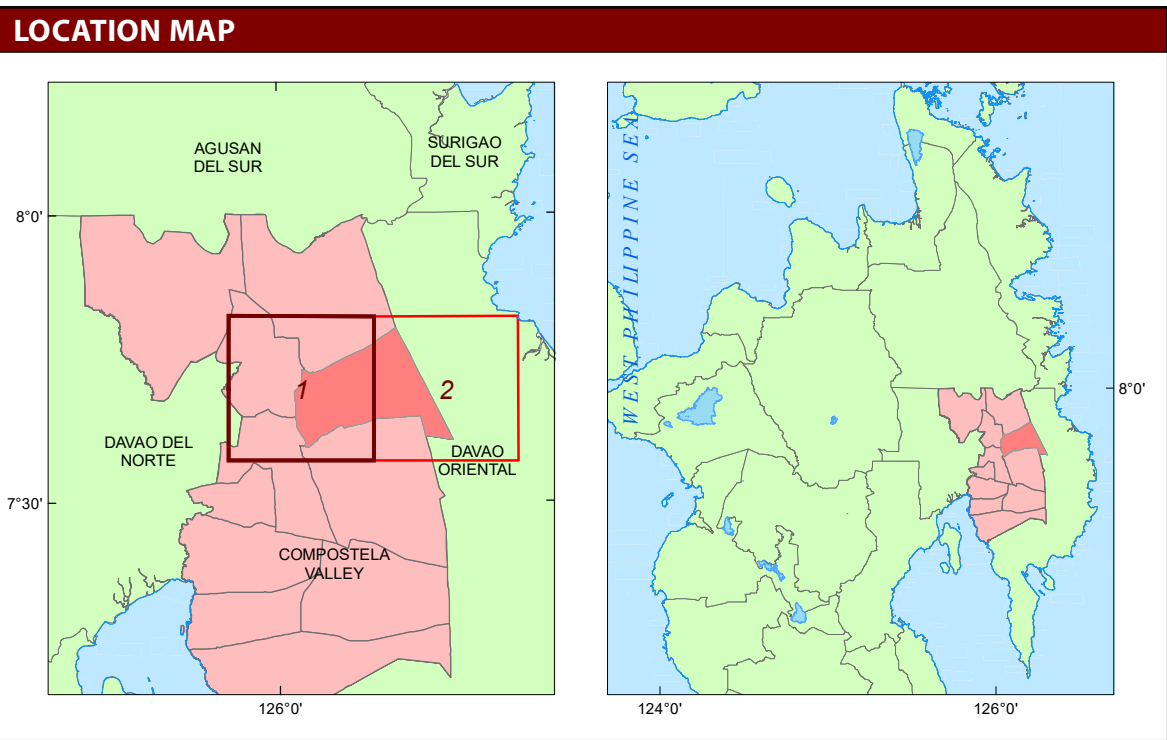 LOCATION MAP
AGUSAN
DEL SUR
SURIGAO
DEL SUR
8°0'
1
2
DAVAO DEL
NORTE
DAVAO
ORIENTAL
7°30'
COMPOSTELA
VALLEY
126°0'
WEST PHILIPPINE SEA
8°0'
124°0'
126°0'